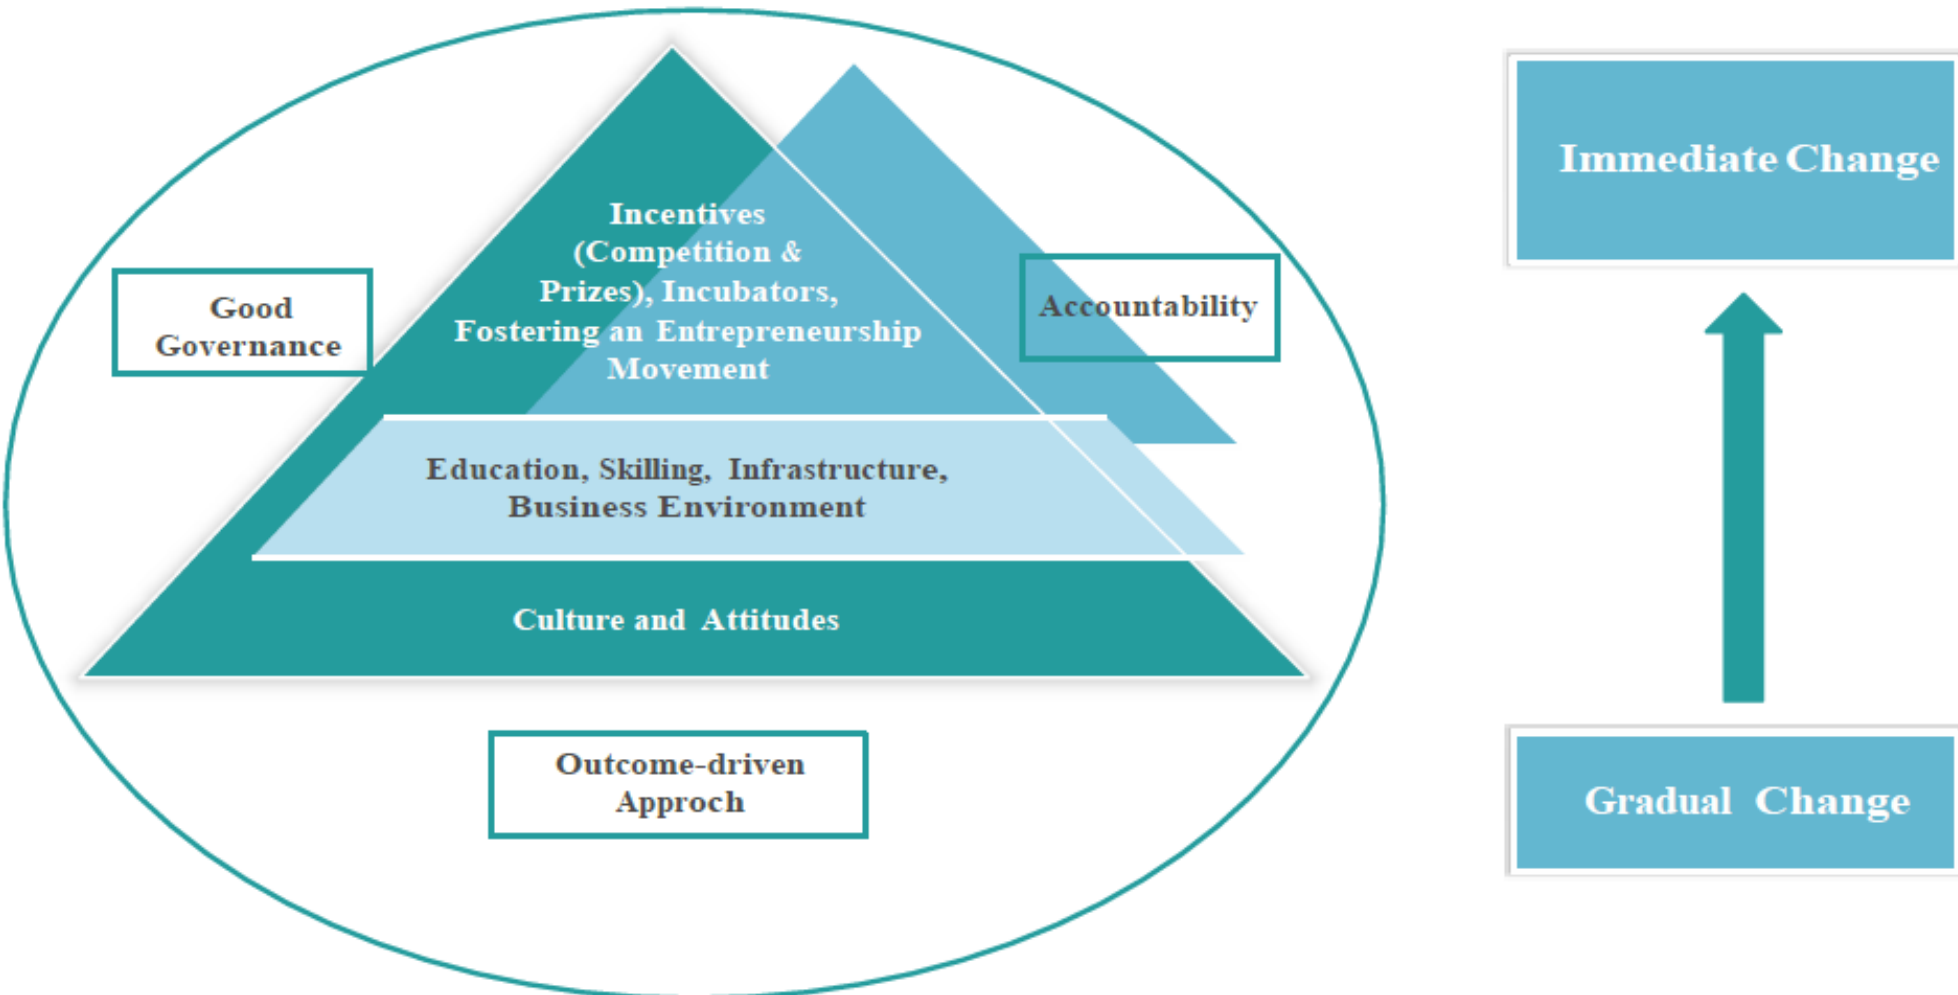 Incentives
(Competition &
Prizes), Incubators,
Fostering an Entrepreneurship
Movement
Good
Governance
Accountability
Education, Skilling, Infrastructure,
Business Environment
Culture and Attitudes
Outcome-driven
Approch
Immediate Change
Gradual Change